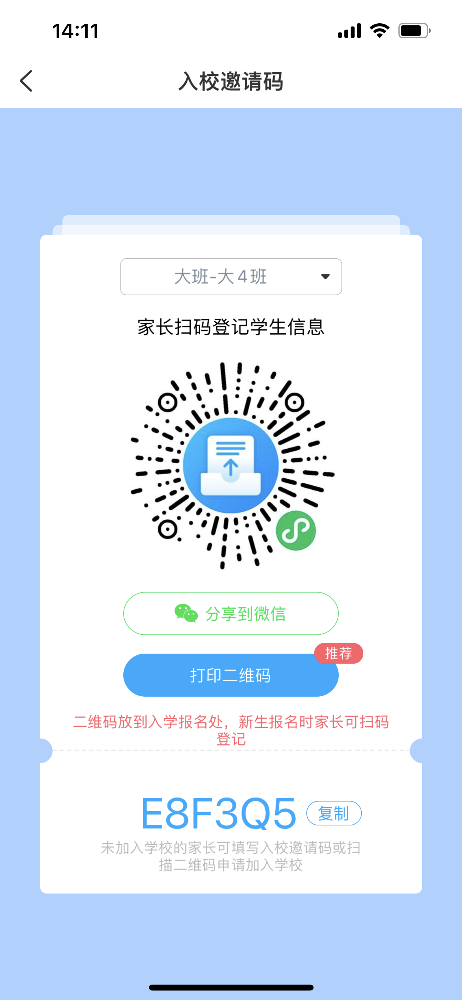 14:11
入校邀请码
大班-大4班
家长扫码登记学生信息
分享到微信
推荐
打印二维码
二维码放到入学报名处，新生报名时家长可扫码
登记
E8F3Q5
复制
未加入学校的家长可填写入校邀请码或扫
描二维码申请加入学校